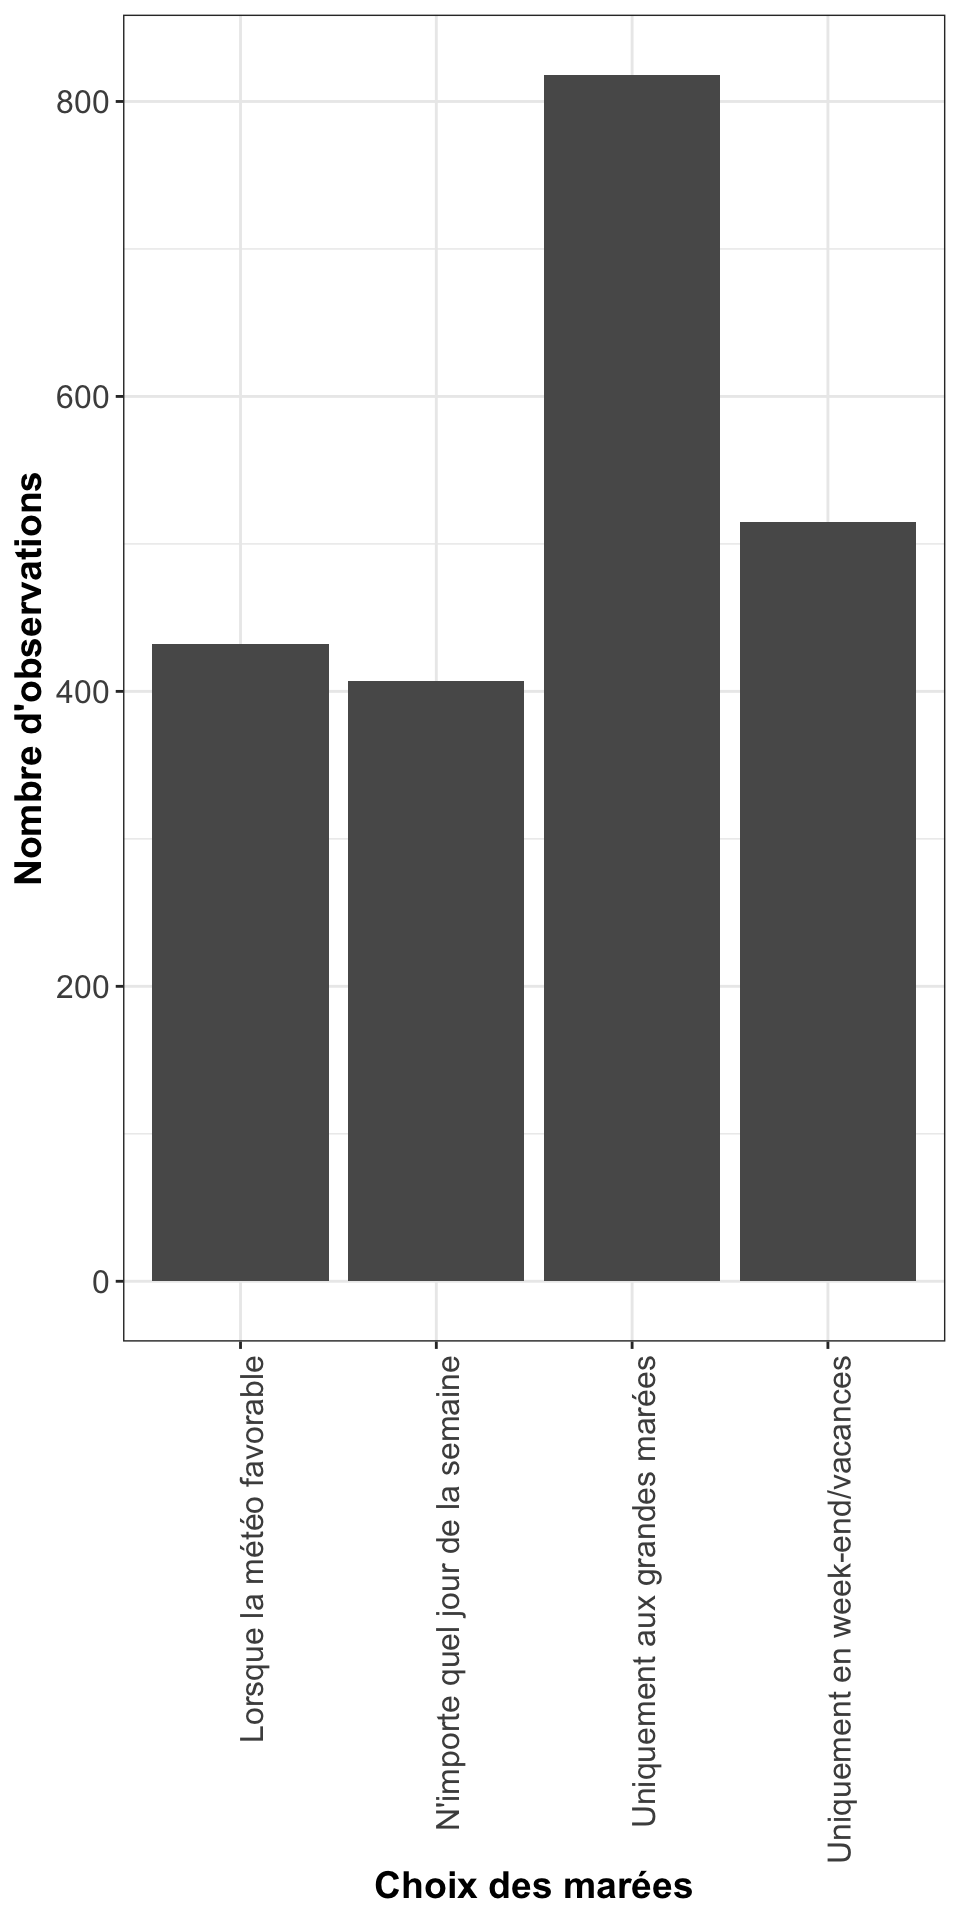 800
600
400
200
0
Nombre d'observations
Lorsque la météo favorable
N'importe quel jour de la semaine
Uniquement aux grandes marées
Uniquement en week-end/vacances
Choix des marées